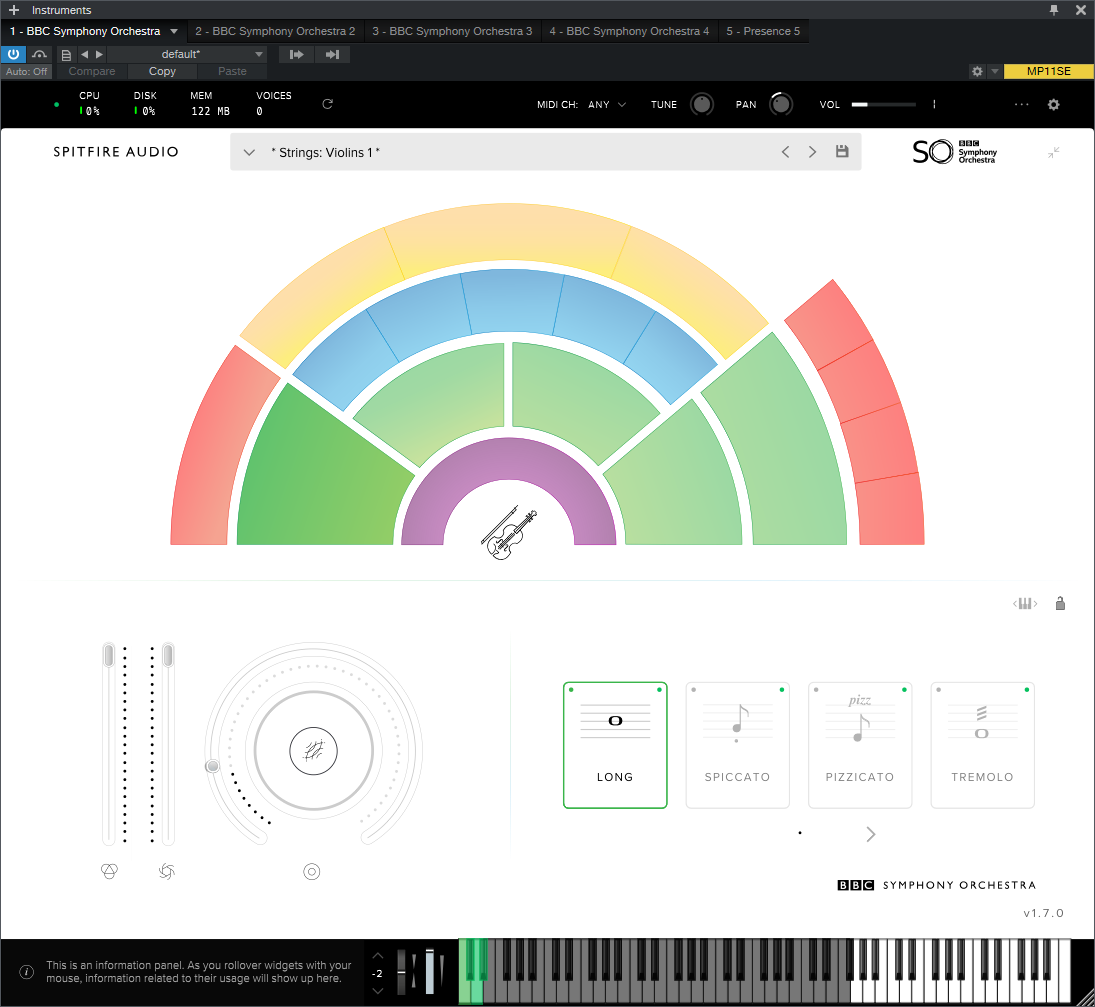 Instruments
1 - BBC Symphony Orchestra
2 - BBC Symphony Orchestra 2
3 - BBC Symphony Orchestra 3
4 - BBC Symphony Orchestra 4
5 - Presence 5
default*
Auto: Off
Compare
Copy
Paste
MP11SE
CPU
0%
DISK
0%
MEM
122 MB
VOICES
0
MIDI CH: ANY
TUNE
PAN
VOL
SPITFIRE AUDIO
* Strings: Violins 1 *
SO BBC
Symphony
Orchestra
pizz
LONG
SPICCATO
PIZZICATO
TREMOLO
BBC SYMPHONY ORCHESTRA
v1.7.0
This is an information panel. As you rollover widgets with your
mouse, information related to their usage will show up here.
-2